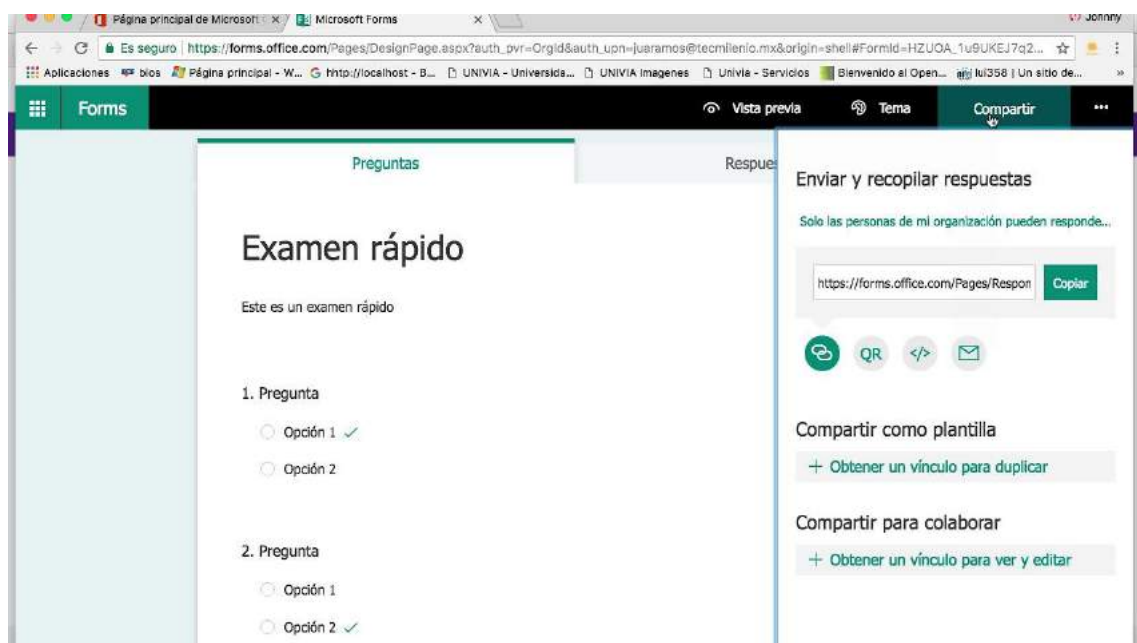 Página principal de Microsoft
Microsoft Forms
Johnny
Es seguro
https://forms.office.com/Pages/DesignPage.aspx?auth_pvr=OrgId&auth_upn=juaramos@tecmilenio.mx&origin=shell#FormId=HZUOA_1u9UKEJ7q2...
Aplicaciones
bios
Página principal - W...
http://localhost - B...
UNIVIA - Universida...
UNIVIA Imagenes
Univia - Servicios
Bienvenido al Open...
lui358 | Un sitio de...
»
Forms
Vista previa
Tema
Compartir
•••
Preguntas
Enviar y recopilar respuestas
Solo las personas de mi organización pueden responde...
https://forms.office.com/Pages/Respon
Copiar
QR
</>
Examen rápido
Este es un examen rápido
1. Pregunta
Opción 1
Opción 2
2. Pregunta
Opción 1
Opción 2
Compartir como plantilla
+ Obtener un vínculo para duplicar
Compartir para colaborar
+ Obtener un vínculo para ver y editar